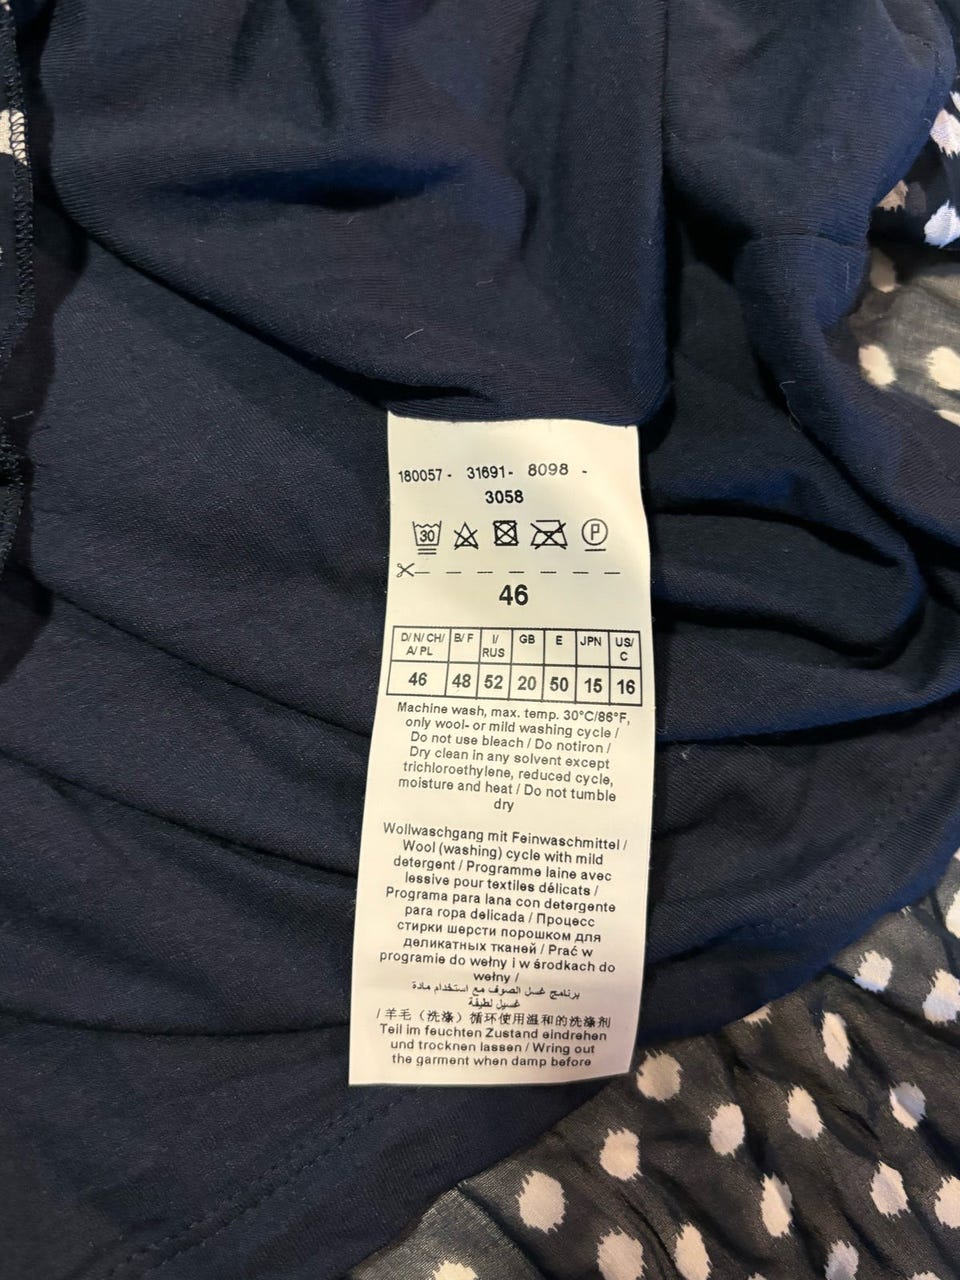 180057 - 31691- 8098 -
3058
30 P
46
D/ N/ CH/ A/ PL B/ F I/ RUS GB E JPN US/ C
46 48 52 20 50 15 16
Machine wash, max. temp. 30°C/86°F,
only wool- or mild washing cycle /
Do not use bleach / Do notiron /
Dry clean in any solvent except
trichloroethylene, reduced cycle,
moisture and heat / Do not tumble
dry
Wollwaschgang mit Feinwaschmittel /
Wool (washing) cycle with mild
detergent / Programme laine avec
lessive pour textiles délicats /
Programa para lana con detergente
para ropa delicada / Процесс
стирки шерсти порошком для
деликатных тканей / Prać w
programie do wełny i w środkach do
wełny /
برنامج غسل الصوف مع استخدام مادة
غسيل لطيفة
/ 羊毛（洗涤）循环使用温和的洗涤剂
Teil im feuchten Zustand eindrehen
und trocknen lassen / Wring out
the garment when damp before